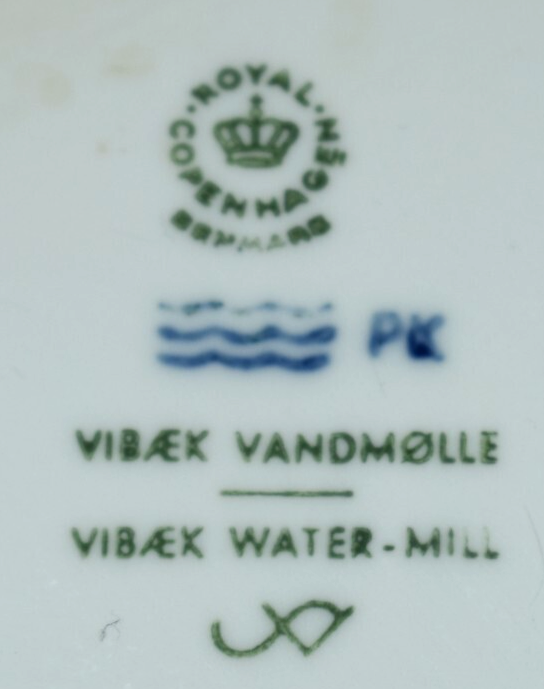 ROYAL
COPENHAGEN
DENMARK
PK
VIBÆK VANDMØLLE
VIBÆK WATER-MILL